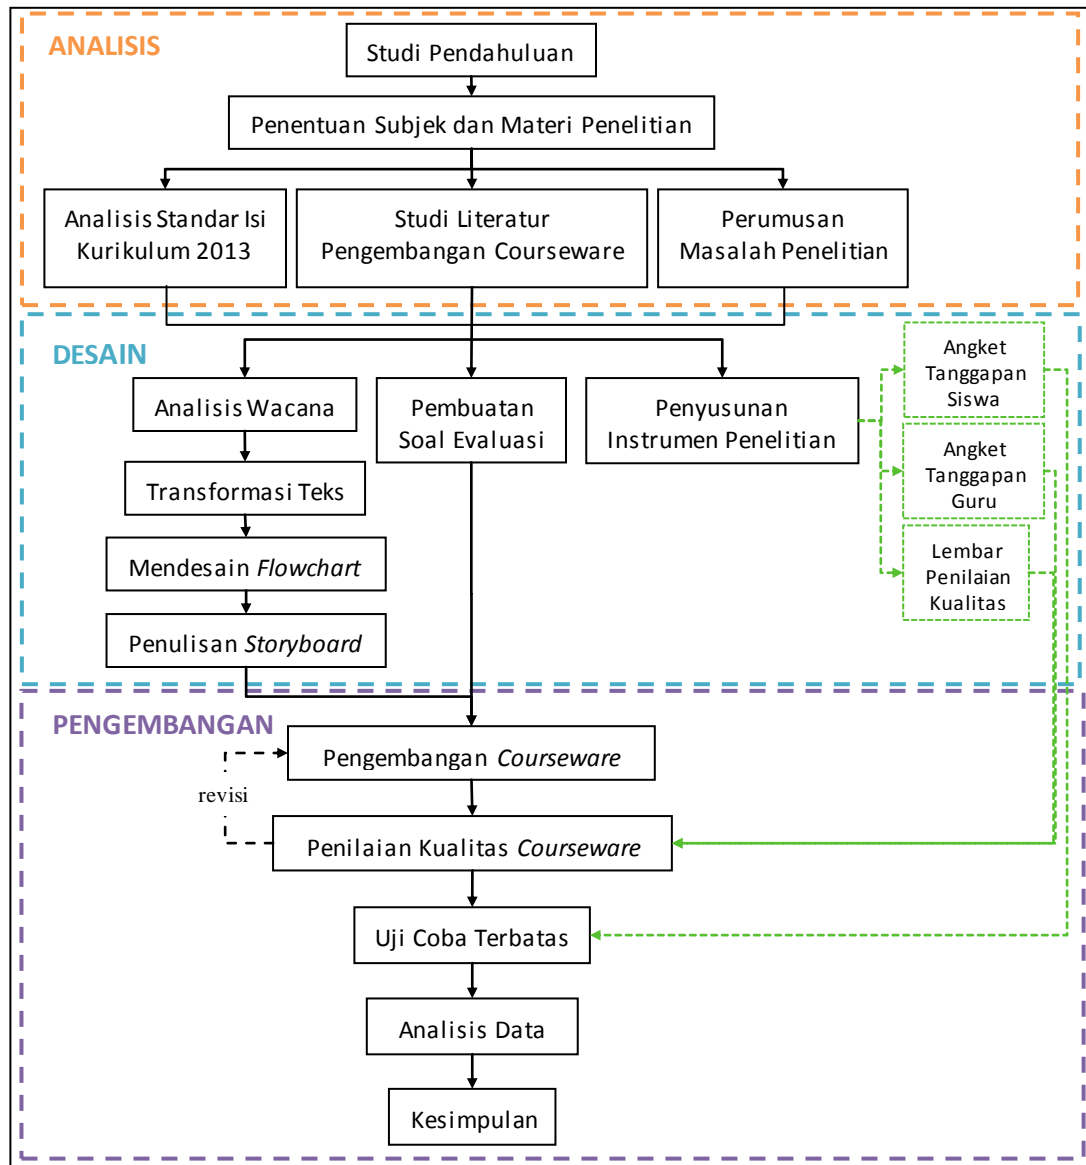 ANALISIS
Studi Pendahuluan
Penentuan Subjek dan Materi Penelitian
Analisis Standar Isi
Kurikulum 2013
Studi Literatur
Pengembangan Courseware
Perumusan
Masalah Penelitian
DESAIN
Analisis Wacana
Transformasi Teks
Mendesain Flowchart
Penulisan Storyboard
Pembuatan
Soal Evaluasi
Penyusunan
Instrumen Penelitian
Angket
Tanggapan
Siswa
Angket
Tanggapan
Guru
Lembar
Penilaian
Kualitas
PENGEMBANGAN
Pengembangan Courseware
revisi
Penilaian Kualitas Courseware
Uji Coba Terbatas
Analisis Data
Kesimpulan